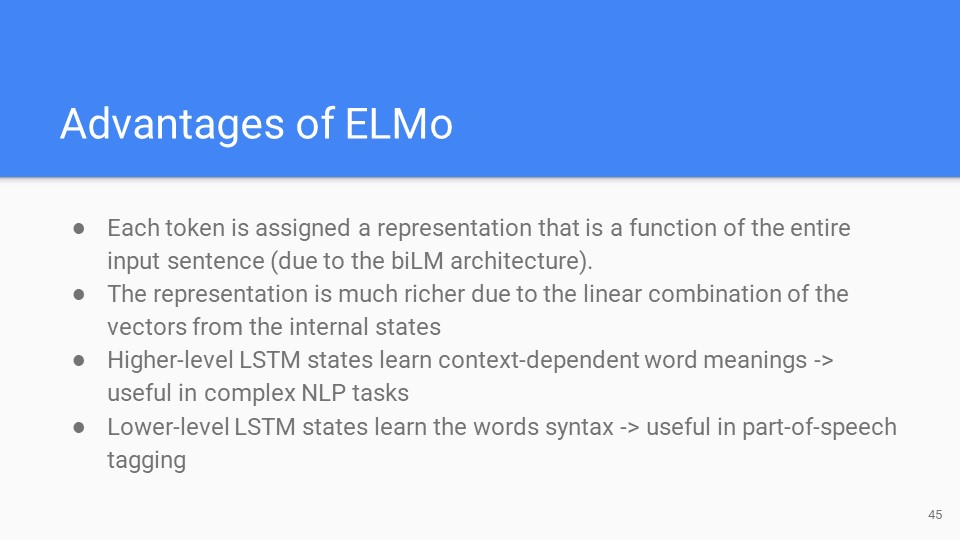 Advantages of ELMo
● Each token is assigned a representation that is a function of the entire
input sentence (due to the biLM architecture).
● The representation is much richer due to the linear combination of the
vectors from the internal states
● Higher-level LSTM states learn context-dependent word meanings ->
useful in complex NLP tasks
● Lower-level LSTM states learn the words syntax -> useful in part-of-speech
tagging
45